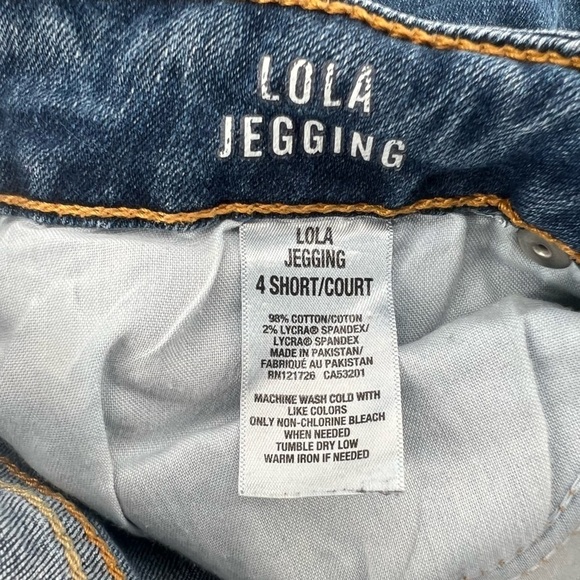 LOLA
JEGGING
LOLA
JEGGING
4 SHORT/COURT
98% COTTON/COTON
2% LYCRA® SPANDEX/
LYCRA® SPANDEX
MADE IN PAKISTAN/
FABRIQUÉ AU PAKISTAN
RN121726 CA53201
MACHINE WASH COLD WITH
LIKE COLORS
ONLY NON-CHLORINE BLEACH
WHEN NEEDED
TUMBLE DRY LOW
WARM IRON IF NEEDED